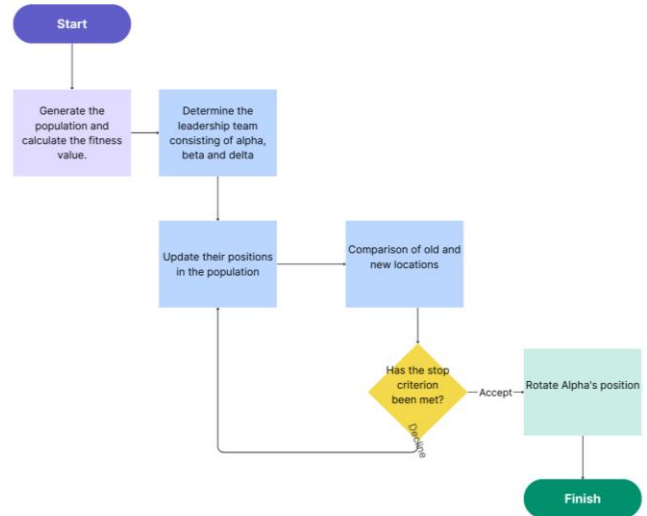 Start
Generate the
population and
calculate the fitness
value.
Determine the
leadership team
consisting of alpha,
beta and delta
Update their positions
in the population
Comparison of old and
new locations
Has the stop
criterion
been met?
Accept
Decline
Rotate Alpha's position
Finish